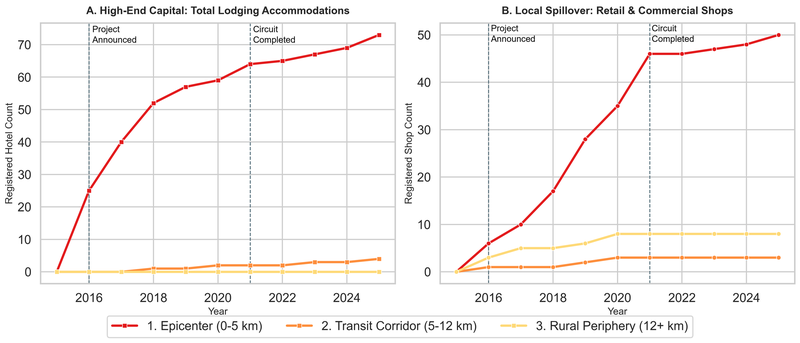 A. High-End Capital: Total Lodging Accommodations
Project
Announced
Circuit
Completed
70
60
50
40
30
20
10
0
Registered Hotel Count
2016
2018
2020
2022
2024
Year
B. Local Spillover: Retail & Commercial Shops
Project
Announced
Circuit
Completed
50
40
30
20
10
0
Registered Shop Count
2016
2018
2020
2022
2024
Year
1. Epicenter (0-5 km)
2. Transit Corridor (5-12 km)
3. Rural Periphery (12+ km)